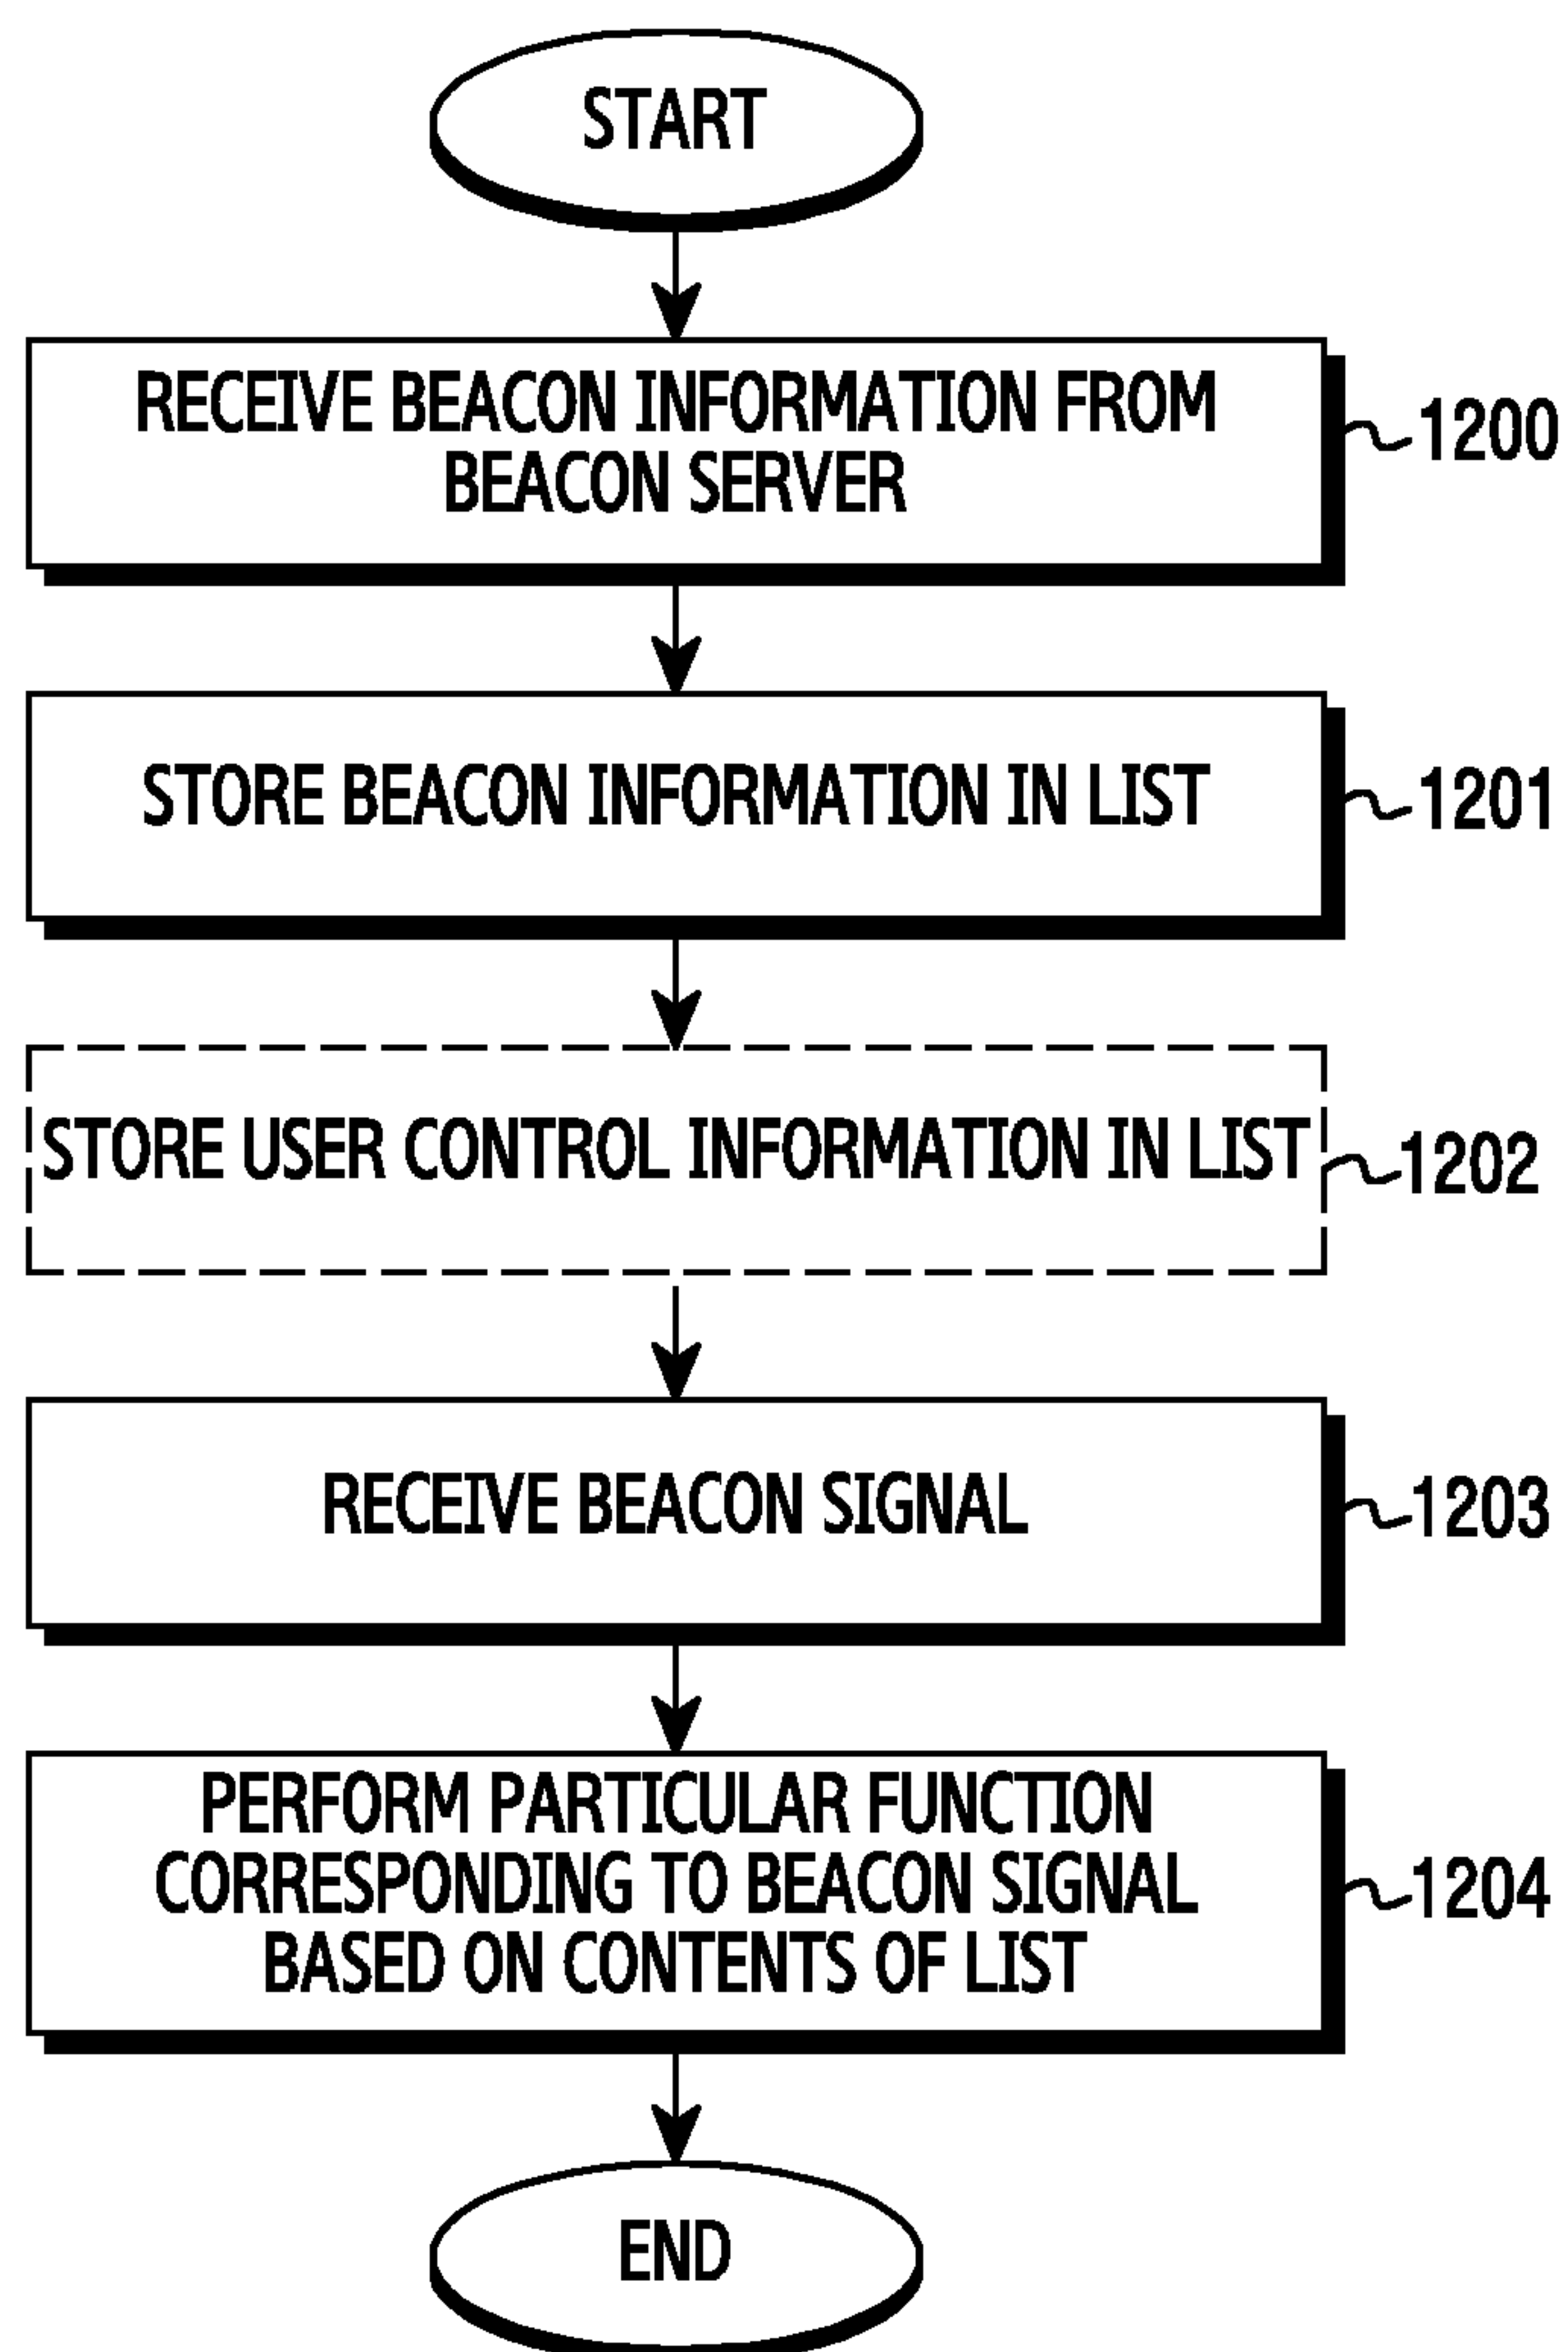 START
RECEIVE BEACON INFORMATION FROM
BEACON SERVER
1200
STORE BEACON INFORMATION IN LIST
1201
STORE USER CONTROL INFORMATION IN LIST
1202
RECEIVE BEACON SIGNAL
1203
PERFORM PARTICULAR FUNCTION
CORRESPONDING TO BEACON SIGNAL
BASED ON CONTENTS OF LIST
1204
END